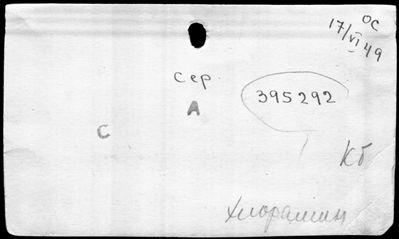 ОС
17/VI 49
Сер.
А
395292
С
Кб
Хлорамин